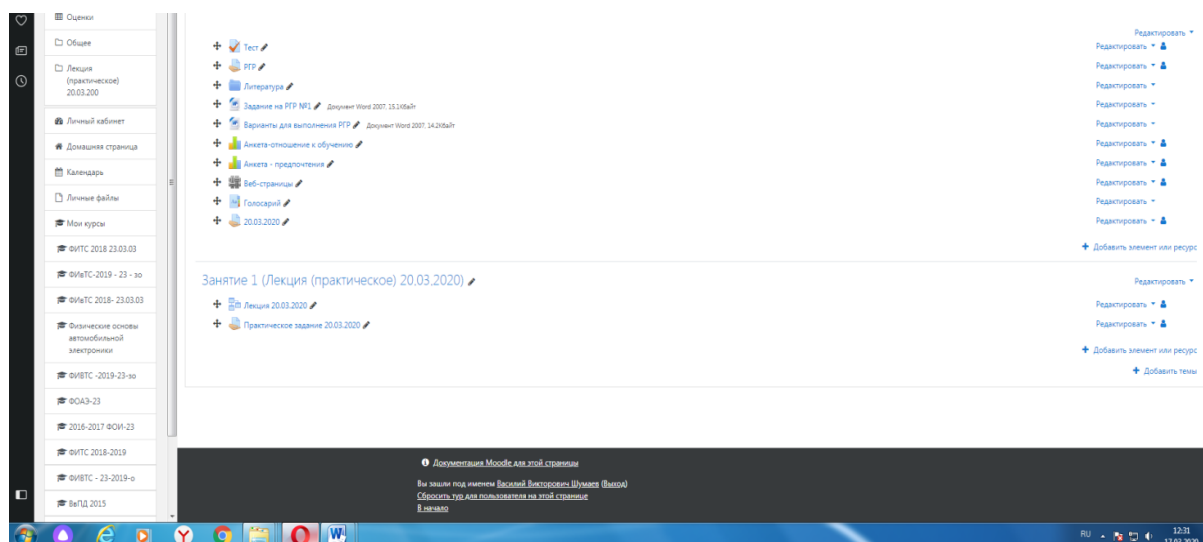 Оценки
Общее
Лекция
(практическое)
20.03.200
Личный кабинет
Домашняя страница
Календарь
Личные файлы
Мои курсы
ФИТС 2018 23.03.03
ФИвТС-2019 - 23 - зо
ФИвТС 2018- 23.03.03
Физические основы
автомобильной
электроники
ФИВТС -2019-23-зо
ФОАЭ-23
2016-2017 ФОИ-23
ФИТС 2018-2019
ФИВТС - 23-2019-о
ВвПД 2015
Редактировать
Тест Редактировать
РГР Редактировать
Литература Редактировать
Задание на РГР №1 Документ Word 2007, 15.1Кбайт Редактировать
Варианты для выполнения РГР Документ Word 2007, 14.2Кбайт Редактировать
Анкета-отношение к обучению Редактировать
Анкета - предпочтения Редактировать
Веб-страницы Редактировать
Голосарий Редактировать
20.03.2020 Редактировать
Добавить элемент или ресурс
Занятие 1 (Лекция (практическое) 20.03.2020) Редактировать
Лекция 20.03.2020 Редактировать
Практическое задание 20.03.2020 Редактировать
Добавить элемент или ресурс
Добавить темы
Документация Moodle для этой страницы
Вы зашли под именем Василий Викторович Шумаев (Выход)
Сбросить тур для пользователя на этой странице
В начало
RU 12:31
17.03.2020